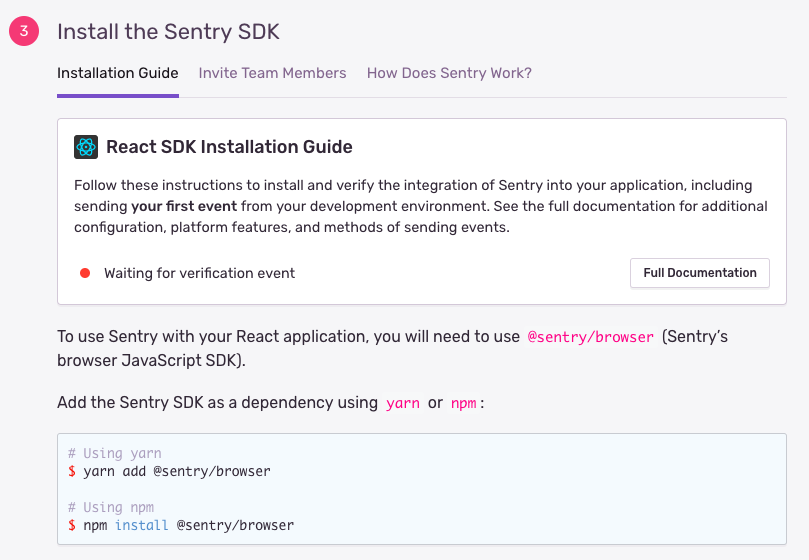 3
Install the Sentry SDK
Installation Guide Invite Team Members How Does Sentry Work?
React SDK Installation Guide
Follow these instructions to install and verify the integration of Sentry into your application, including
sending your first event from your development environment. See the full documentation for additional
configuration, platform features, and methods of sending events.
Waiting for verification event
Full Documentation
To use Sentry with your React application, you will need to use @sentry/browser (Sentry’s
browser JavaScript SDK).
Add the Sentry SDK as a dependency using yarn or npm:
# Using yarn
$ yarn add @sentry/browser
# Using npm
$ npm install @sentry/browser